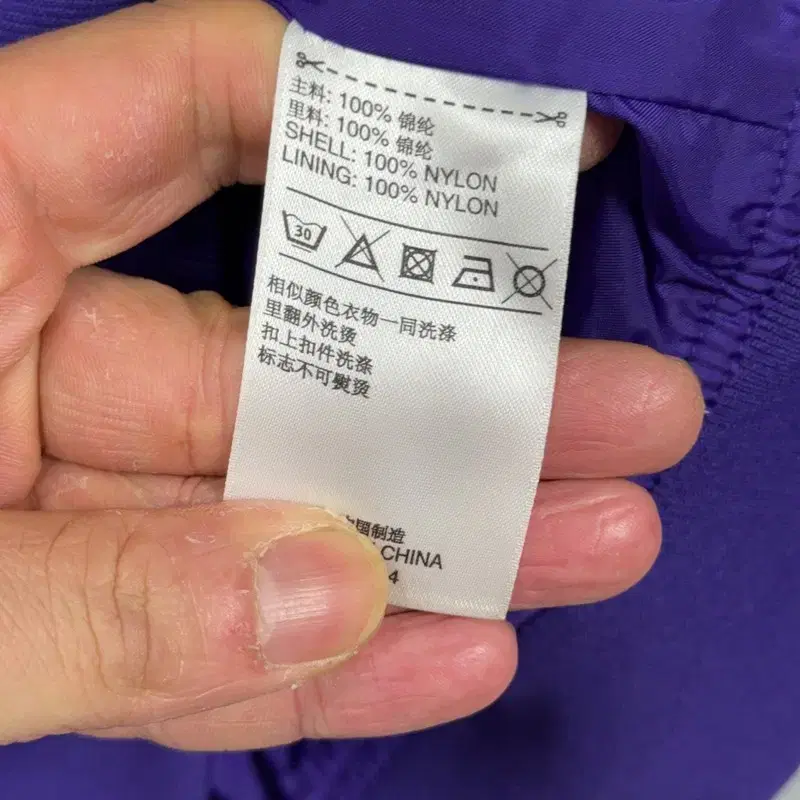 主料: 100% 锦纶
里料: 100% 锦纶
SHELL: 100% NYLON
LINING: 100% NYLON
30
相似颜色衣物一同洗涤
里翻外洗烫
扣上扣件洗涤
标志不可熨烫
中国制造
CHINA
4